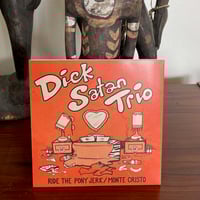 Dick
Satan
Trio
RIDE THE PONY JERK/MONTE CRISTO